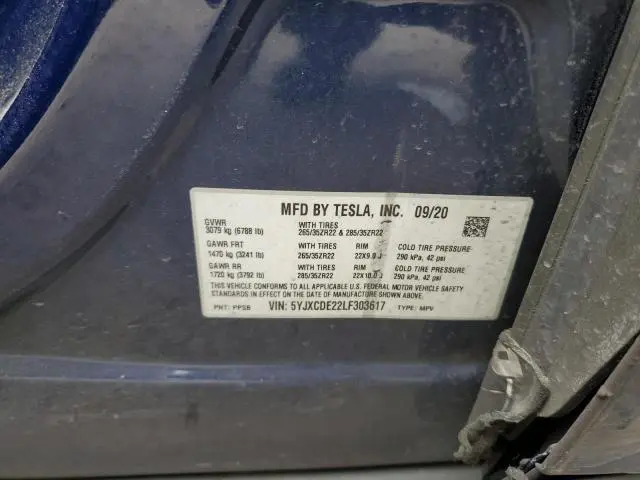 MFD BY TESLA, INC. 09/20
GVWR
3079 kg (6788 lb)
WITH TIRES
265/35ZR22 & 285/35ZR22
GAWR FRT
1470 kg (3241 lb)
WITH TIRES
265/35ZR22
RIM
22X9.0 J
COLD TIRE PRESSURE:
290 kPa, 42 psi
GAWR RR
1720 kg (3792 lb)
WITH TIRES
285/35ZR22
RIM
22X10.0 J
COLD TIRE PRESSURE:
290 kPa, 42 psi
THIS VEHICLE CONFORMS TO ALL APPLICABLE U.S. FEDERAL MOTOR VEHICLE SAFETY
STANDARDS IN EFFECT ON THE DATE OF MANUFACTURE SHOWN ABOVE.
PNT: PPSB VIN: 5YJXCDE22LF303617 TYPE: MPV